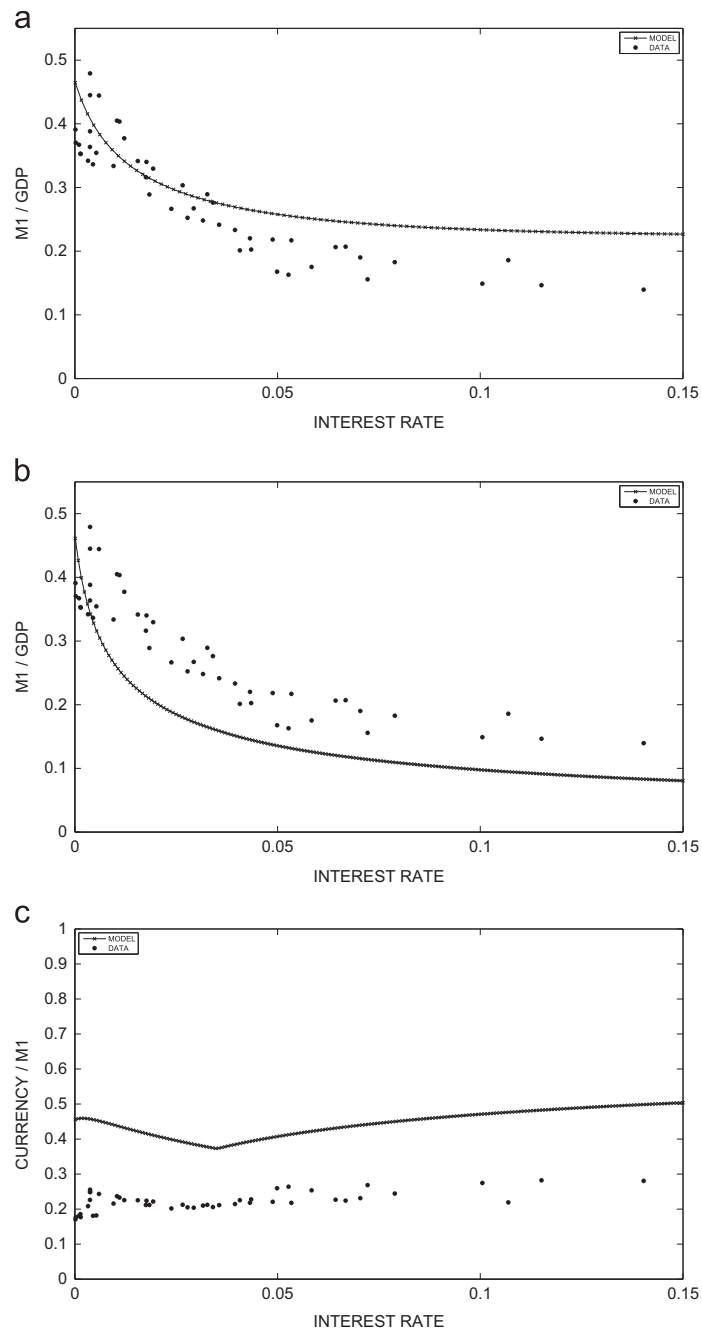 a
MODEL
DATA
0.5
0.4
0.3
0.2
0.1
0
M1 / GDP
0 0.05 0.1 0.15
INTEREST RATE
b
MODEL
DATA
0.5
0.4
0.3
0.2
0.1
0
M1 / GDP
0 0.05 0.1 0.15
INTEREST RATE
c
MODEL
DATA
1
0.9
0.8
0.7
0.6
0.5
0.4
0.3
0.2
0.1
0
CURRENCY / M1
0 0.05 0.1 0.15
INTEREST RATE